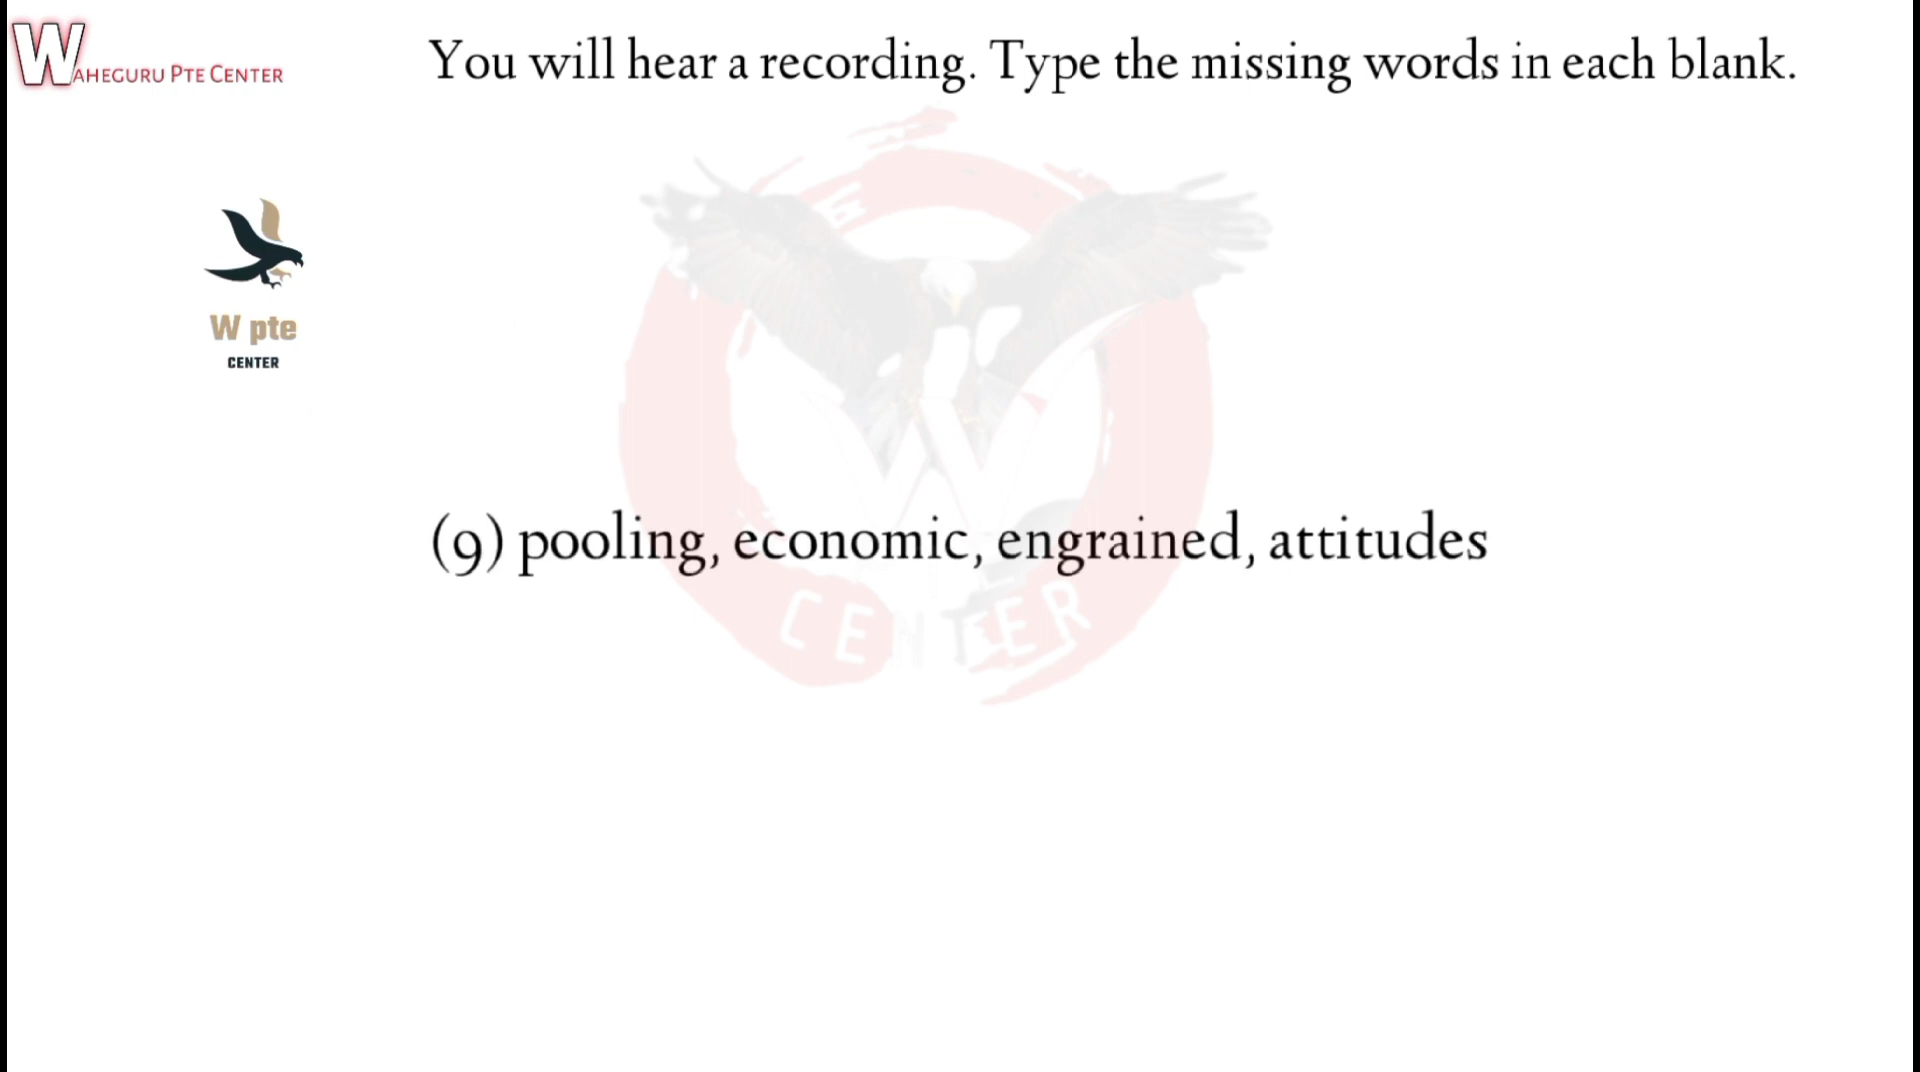 WAHEGURU PTE CENTER
You will hear a recording. Type the missing words in each blank.
W pte
CENTER
(9) pooling, economic, engrained, attitudes
CENTER